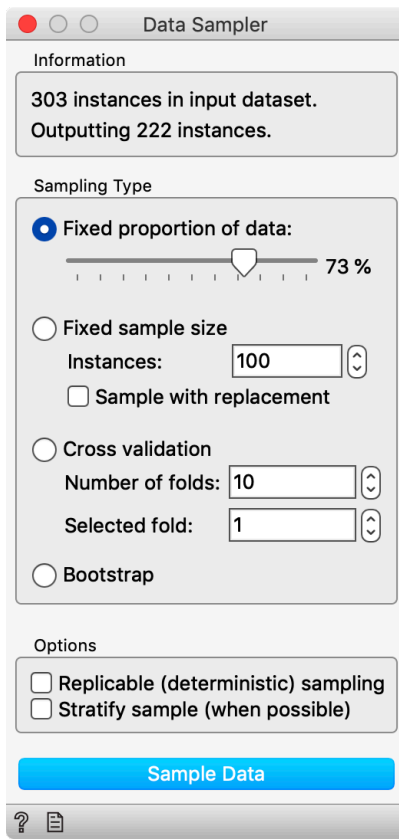 Data Sampler
Information
303 instances in input dataset.
Outputting 222 instances.
Sampling Type
Fixed proportion of data:
73 %
Fixed sample size
Instances: 100
Sample with replacement
Cross validation
Number of folds: 10
Selected fold: 1
Bootstrap
Options
Replicable (deterministic) sampling
Stratify sample (when possible)
Sample Data
?